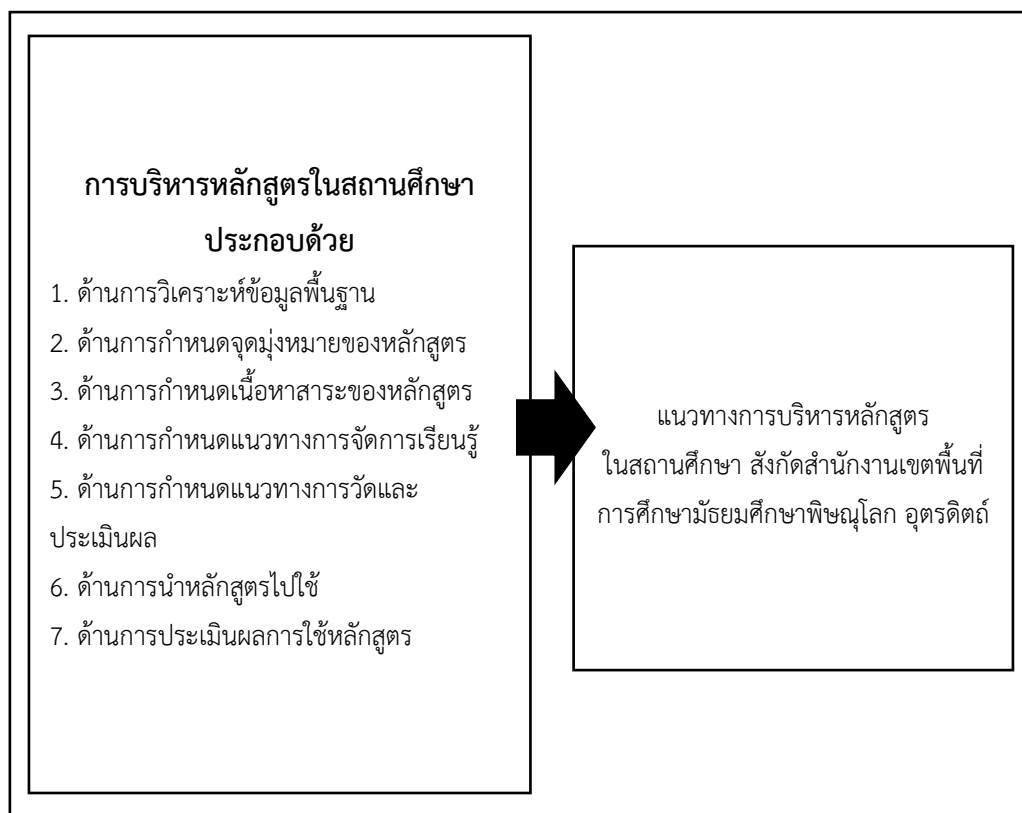 การบริหารหลักสูตรในสถานศึกษา
ประกอบด้วย
1. ด้านการวิเคราะห์ข้อมูลพื้นฐาน
2. ด้านการกำหนดจุดมุ่งหมายของหลักสูตร
3. ด้านการกำหนดเนื้อหาสาระของหลักสูตร
4. ด้านการกำหนดแนวทางการจัดการเรียนรู้
5. ด้านการกำหนดแนวทางการวัดและ
ประเมินผล
6. ด้านการนำหลักสูตรไปใช้
7. ด้านการประเมินผลการใช้หลักสูตร
แนวทางการบริหารหลักสูตร
ในสถานศึกษา สังกัดสำนักงานเขตพื้นที่
การศึกษามัธยมศึกษาพิษณุโลก อุตรดิตถ์